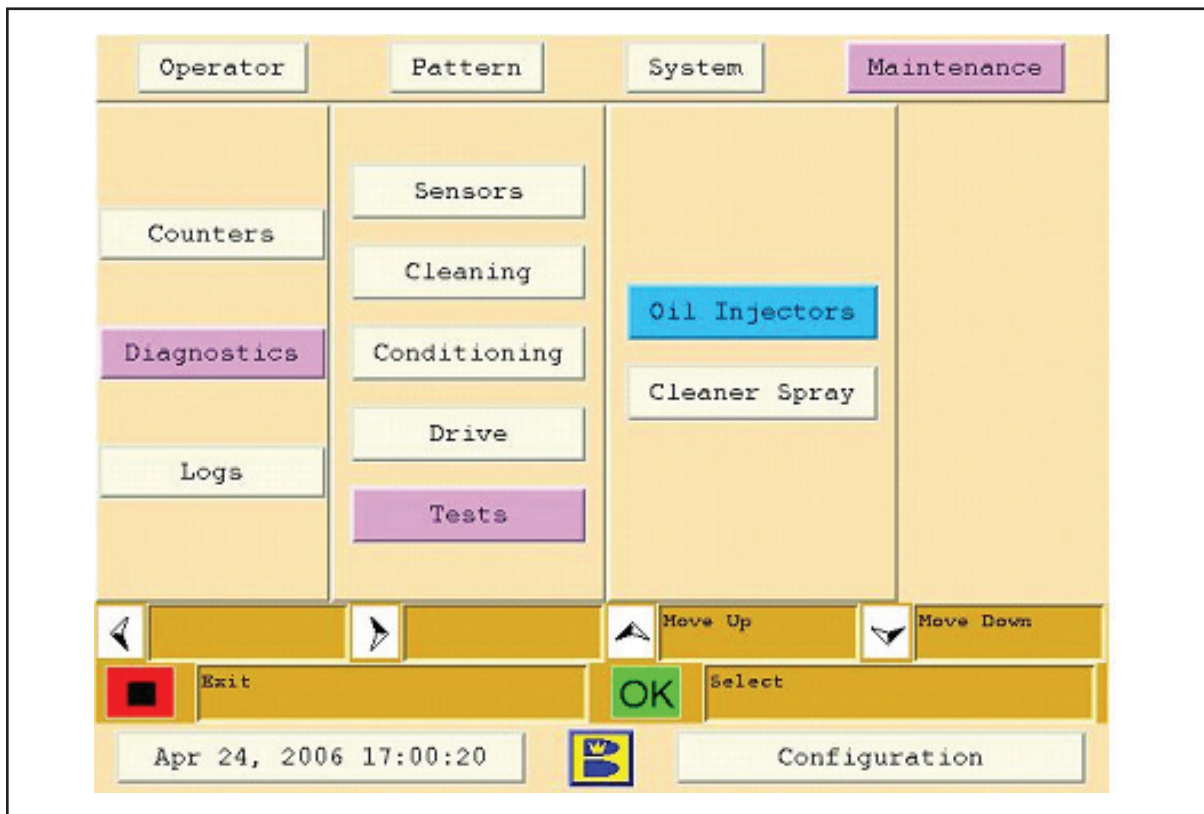 Operator Pattern System Maintenance
Counters
Diagnostics
Logs
Sensors
Cleaning
Conditioning
Drive
Tests
Oil Injectors
Cleaner Spray
Move Up
Move Down
Exit
OK
Select
Apr 24, 2006 17:00:20
Configuration